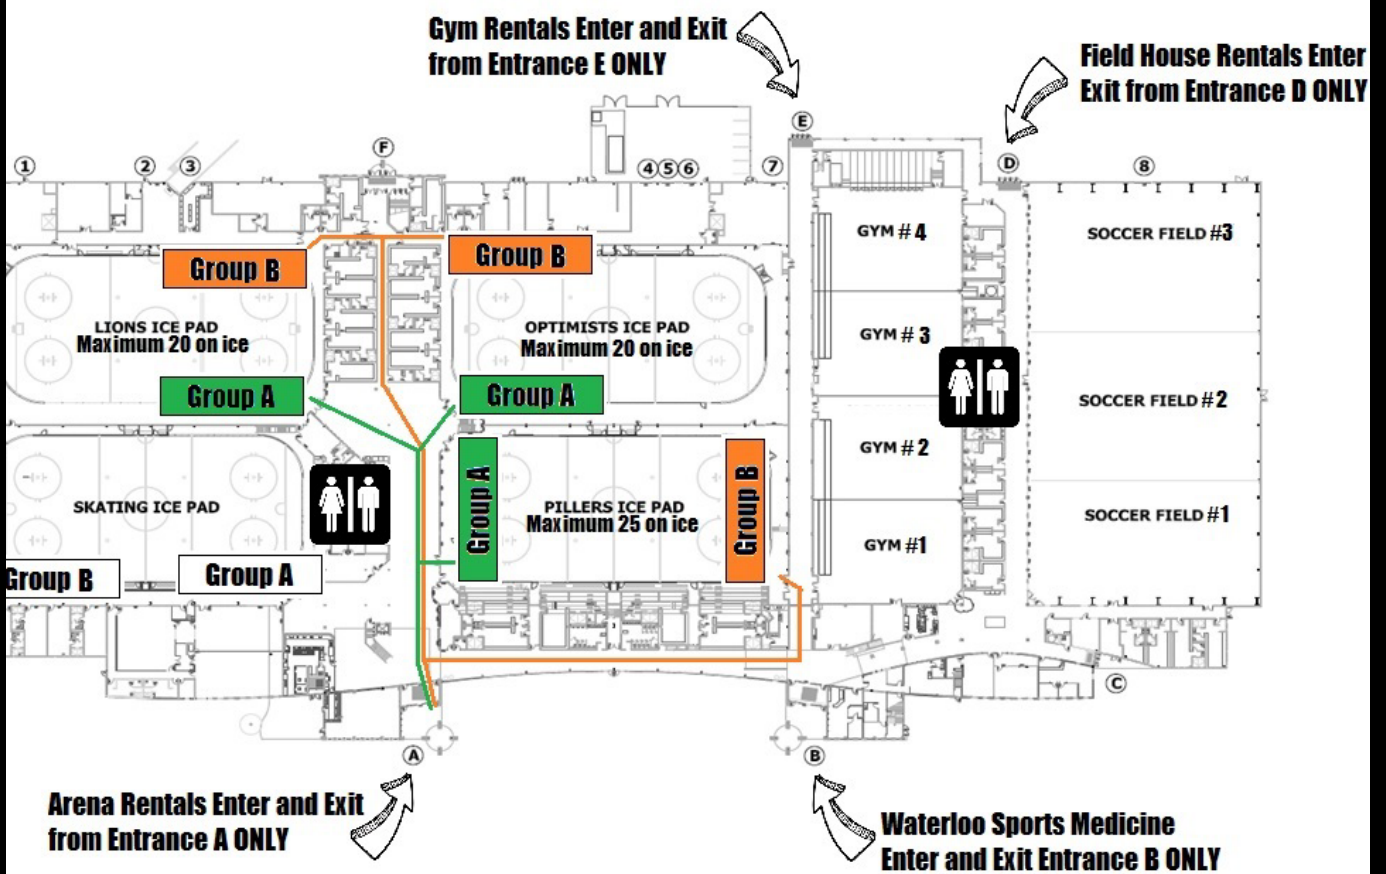 Gym Rentals Enter and Exit
from Entrance E ONLY
Field House Rentals Enter
Exit from Entrance D ONLY
E
F
D
1
2
3
4
5
6
7
8
GYM # 4
SOCCER FIELD #3
Group B
Group B
LIONS ICE PAD
Maximum 20 on ice
OPTIMISTS ICE PAD
Maximum 20 on ice
GYM # 3
Group A
Group A
SOCCER FIELD #2
GYM # 2
Group A
Group B
SKATING ICE PAD
PILLERS ICE PAD
Maximum 25 on ice
SOCCER FIELD #1
GYM #1
Group B
Group A
C
A
B
Arena Rentals Enter and Exit
from Entrance A ONLY
Waterloo Sports Medicine
Enter and Exit Entrance B ONLY